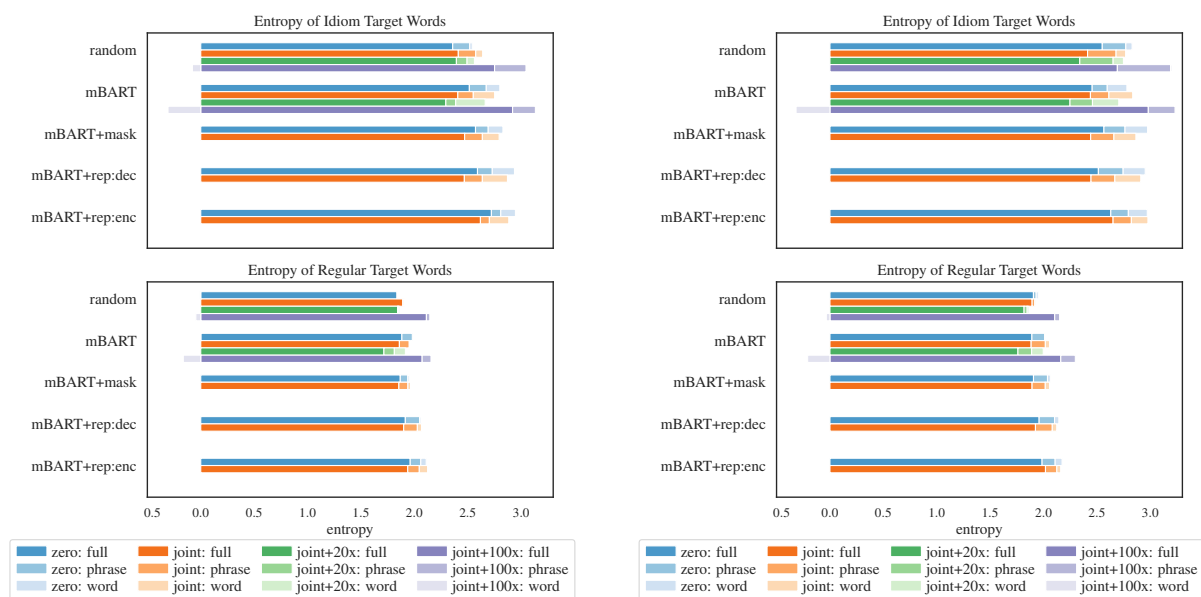 Entropy of Idiom Target Words
random
mBART
mBART+mask
mBART+rep:dec
mBART+rep:enc
Entropy of Regular Target Words
random
mBART
mBART+mask
mBART+rep:dec
mBART+rep:enc
0.5 0.0 0.5 1.0 1.5 2.0 2.5 3.0
entropy
zero: full joint: full joint+20x: full joint+100x: full
zero: phrase joint: phrase joint+20x: phrase joint+100x: phrase
zero: word joint: word joint+20x: word joint+100x: word
Entropy of Idiom Target Words
random
mBART
mBART+mask
mBART+rep:dec
mBART+rep:enc
Entropy of Regular Target Words
random
mBART
mBART+mask
mBART+rep:dec
mBART+rep:enc
0.5 0.0 0.5 1.0 1.5 2.0 2.5 3.0
entropy
zero: full joint: full joint+20x: full joint+100x: full
zero: phrase joint: phrase joint+20x: phrase joint+100x: phrase
zero: word joint: word joint+20x: word joint+100x: word